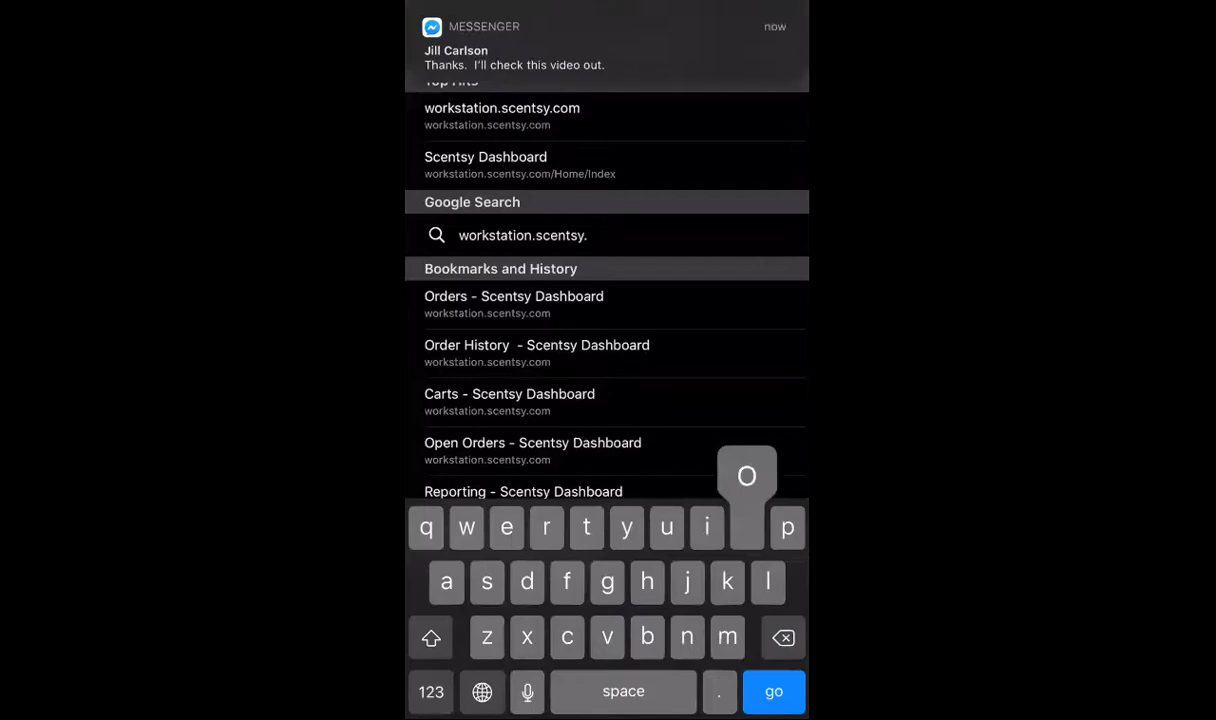 MESSENGER now
Jill Carlson
Thanks. I'll check this video out.
Top Hits
workstation.scentsy.com
workstation.scentsy.com
Scentsy Dashboard
workstation.scentsy.com/Home/Index
Google Search
workstation.scentsy.
Bookmarks and History
Orders - Scentsy Dashboard
workstation.scentsy.com
Order History - Scentsy Dashboard
workstation.scentsy.com
Carts - Scentsy Dashboard
workstation.scentsy.com
Open Orders - Scentsy Dashboard
workstation.scentsy.com
Reporting - Scentsy Dashboard
O
q w e r t y u i p
a s d f g h j k l
z x c v b n m
123 space . go